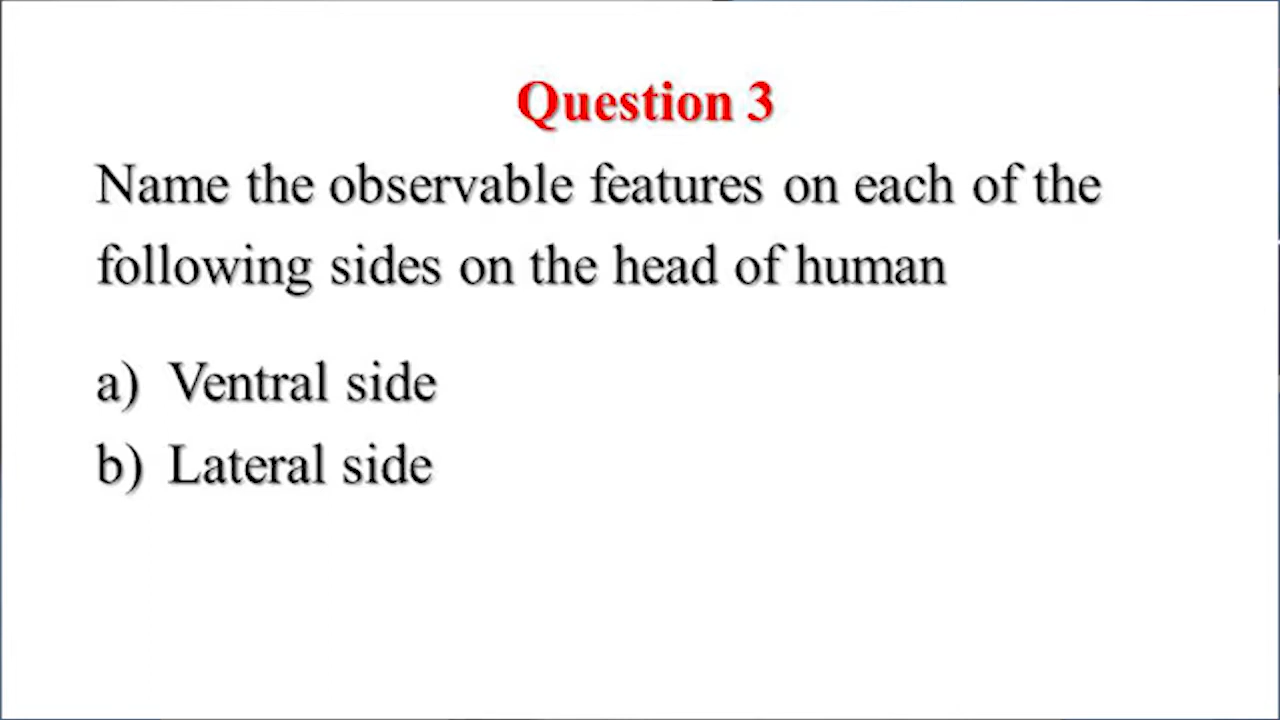 Question 3
Name the observable features on each of the
following sides on the head of human
a) Ventral side
b) Lateral side